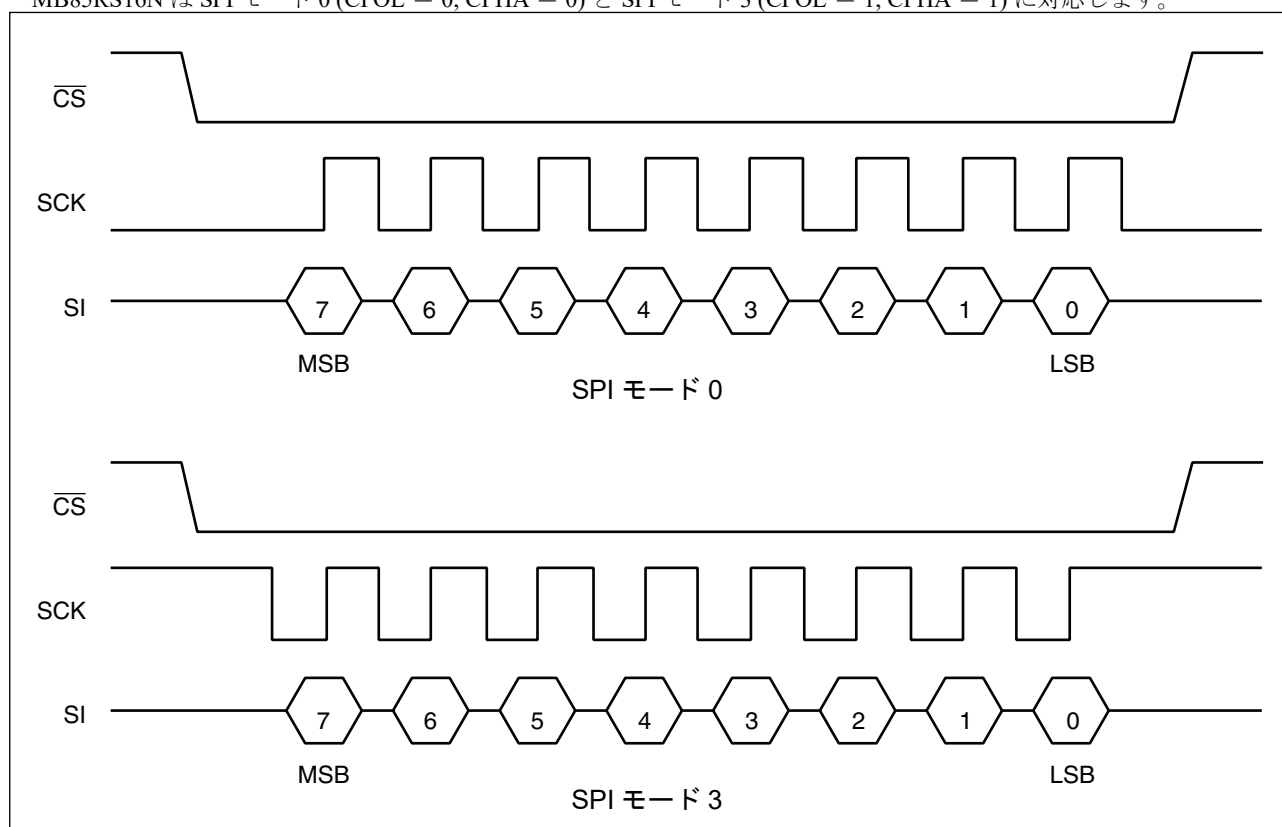 MB85RS16N は SPI モード 0 (CPOL = 0, CPHA = 0) と SPI モード 3 (CPOL = 1, CPHA = 1) に対応します。
CS
SCK
SI
7 6 5 4 3 2 1 0
MSB LSB
SPI モード 0
CS
SCK
SI
7 6 5 4 3 2 1 0
MSB LSB
SPI モード 3